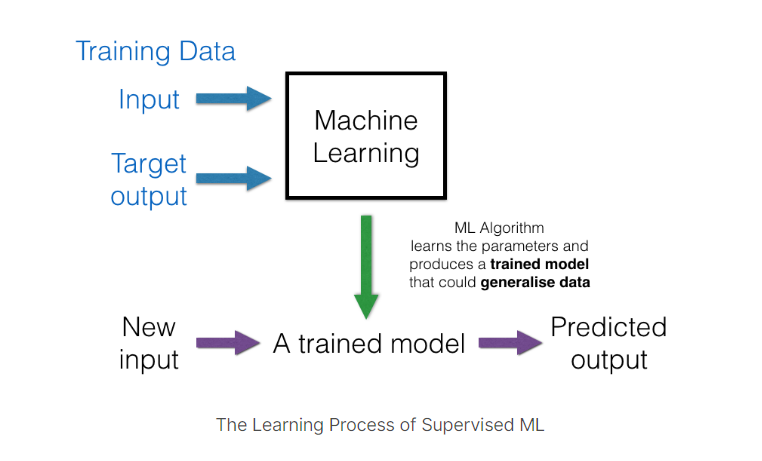 Training Data
Input
Target
output
Machine
Learning
ML Algorithm
learns the parameters and
produces a trained model
that could generalise data
New
input
A trained model
Predicted
output
The Learning Process of Supervised ML